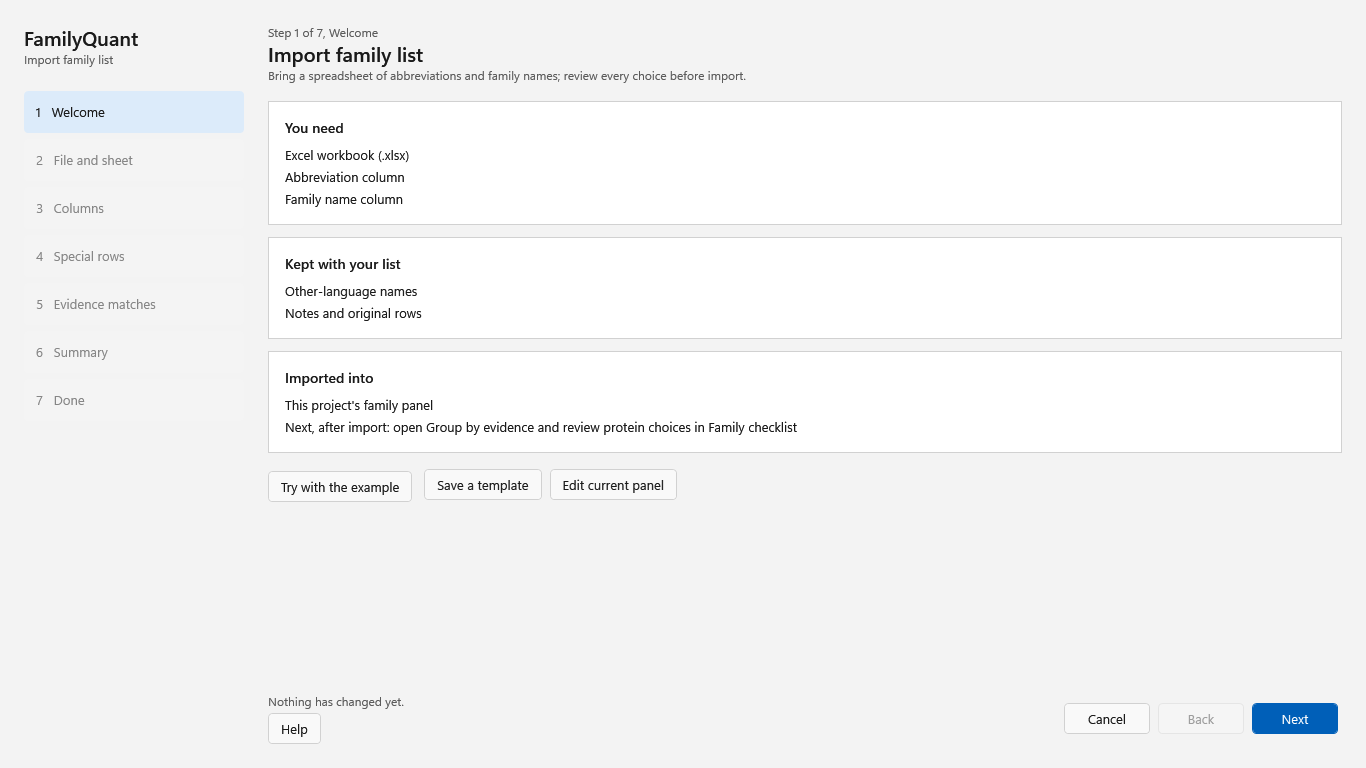 FamilyQuant
Import family list
1 Welcome
2 File and sheet
3 Columns
4 Special rows
5 Evidence matches
6 Summary
7 Done
Step 1 of 7, Welcome
Import family list
Bring a spreadsheet of abbreviations and family names; review every choice before import.
You need
Excel workbook (.xlsx)
Abbreviation column
Family name column
Kept with your list
Other-language names
Notes and original rows
Imported into
This project's family panel
Next, after import: open Group by evidence and review protein choices in Family checklist
Try with the example
Save a template
Edit current panel
Nothing has changed yet.
Help
Cancel
Back
Next